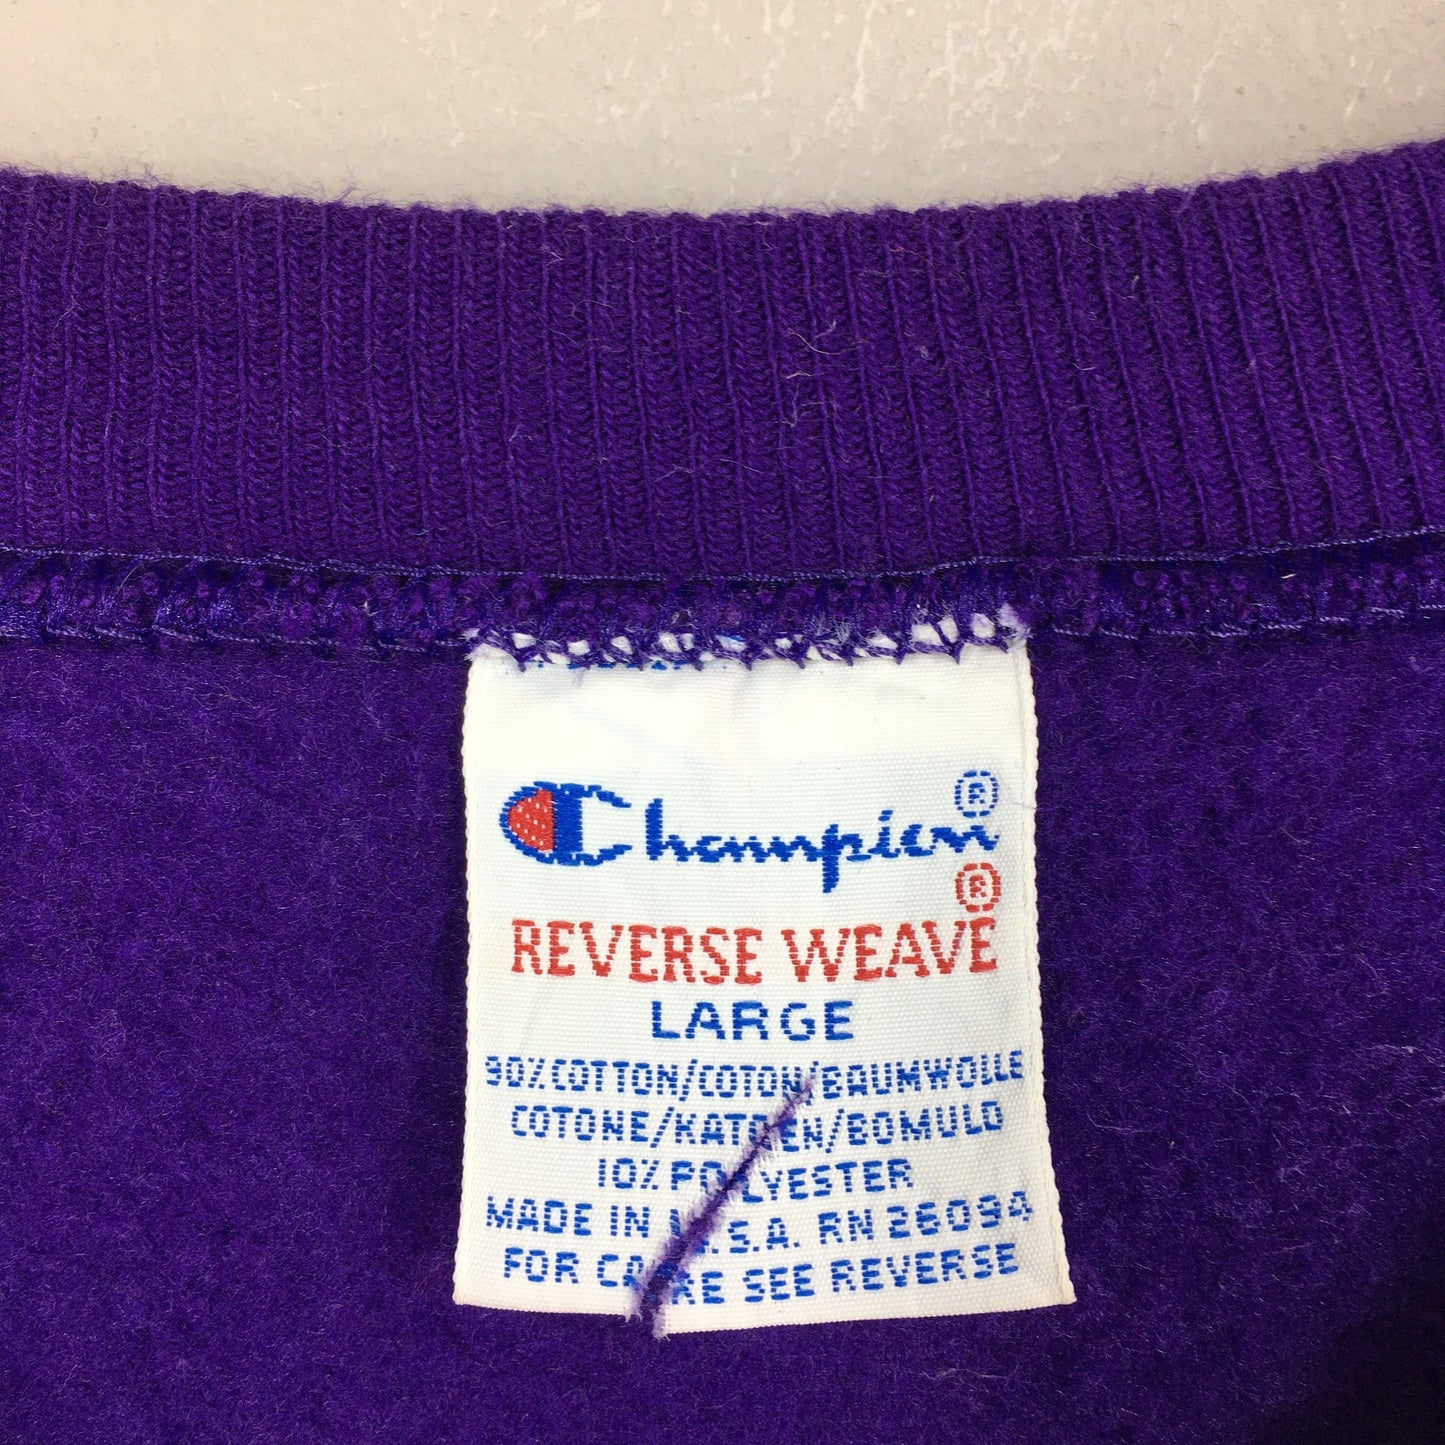 Champion®
REVERSE WEAVE®
LARGE
90% COTTON/COTON/BAUMWOLLE
COTONE/KATOEN/BOMULD
10% POLYESTER
MADE IN U.S.A. RN 26094
FOR CARE SEE REVERSE